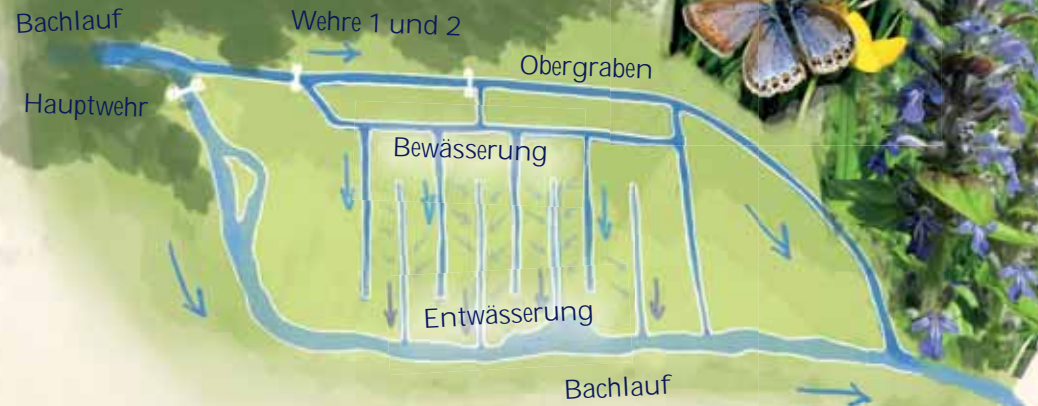 Bachlauf
Wehre 1 und 2
Obergraben
Hauptwehr
Bewässerung
Entwässerung
Bachlauf